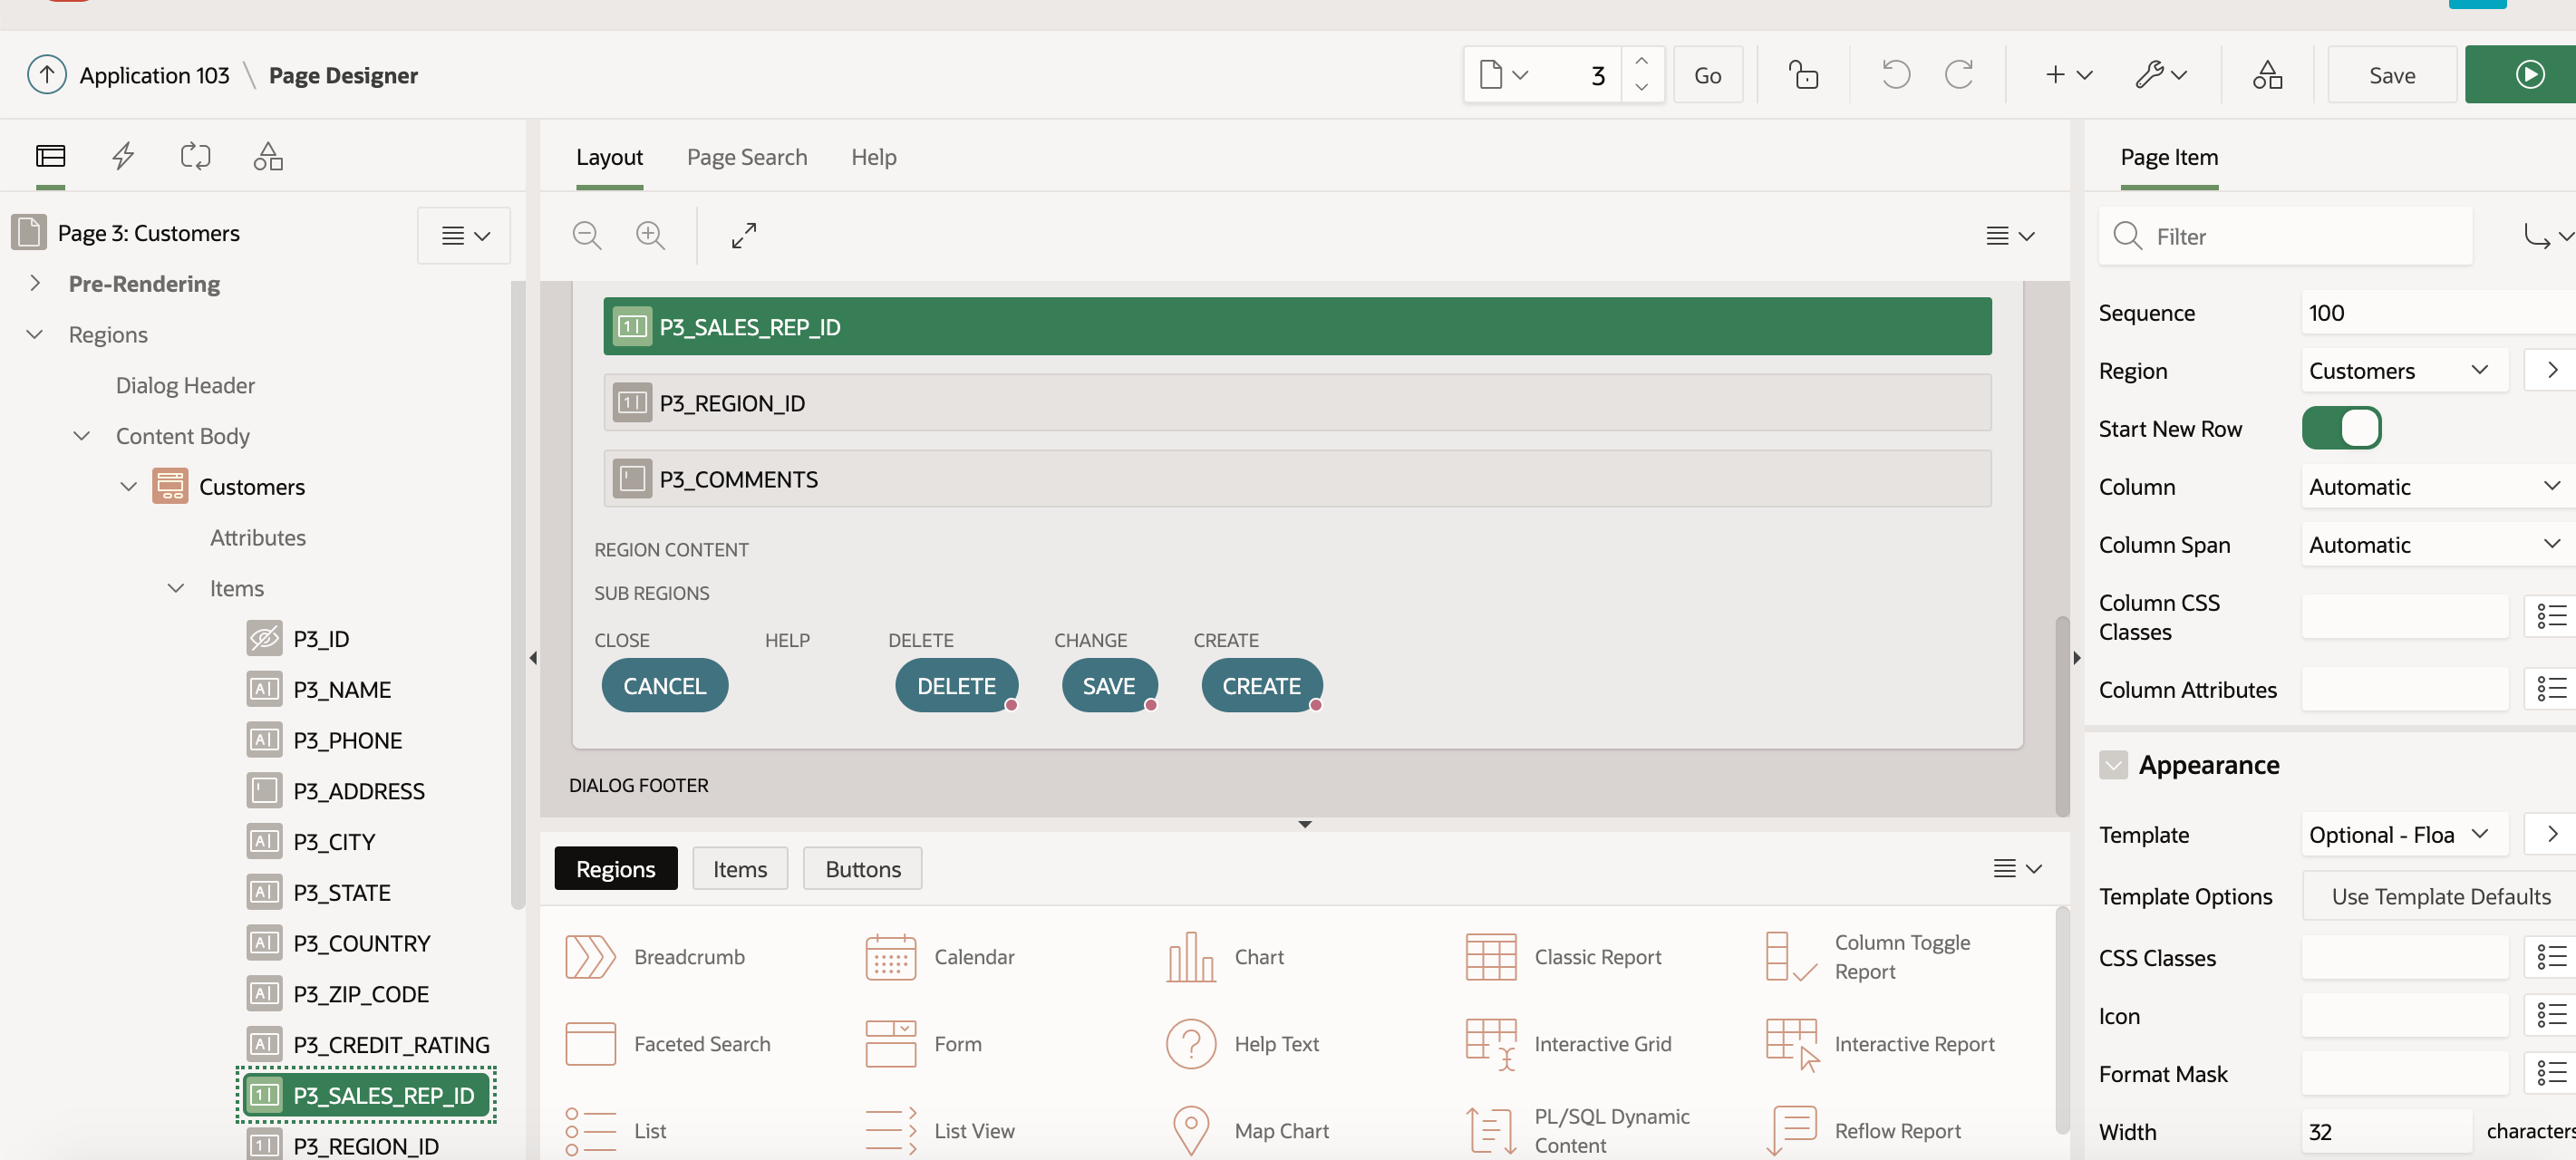 Application 103 \ Page Designer
3
Go
Save
Layout
Page Search
Help
Page Item
Page 3: Customers
Pre-Rendering
Regions
Dialog Header
Content Body
Customers
Attributes
Items
P3_ID
P3_NAME
P3_PHONE
P3_ADDRESS
P3_CITY
P3_STATE
P3_COUNTRY
P3_ZIP_CODE
P3_CREDIT_RATING
P3_SALES_REP_ID
P3_REGION_ID
P3_SALES_REP_ID
P3_REGION_ID
P3_COMMENTS
REGION CONTENT
SUB REGIONS
CLOSE
HELP
DELETE
CHANGE
CREATE
CANCEL
DELETE
SAVE
CREATE
DIALOG FOOTER
Regions
Items
Buttons
Breadcrumb
Calendar
Chart
Classic Report
Column Toggle
Report
Faceted Search
Form
Help Text
Interactive Grid
Interactive Report
List
List View
Map Chart
PL/SQL Dynamic
Content
Reflow Report
Filter
Sequence
100
Region
Customers
Start New Row
Column
Automatic
Column Span
Automatic
Column CSS
Classes
Column Attributes
Appearance
Template
Optional - Floa
Template Options
Use Template Defaults
CSS Classes
Icon
Format Mask
Width
32
characters